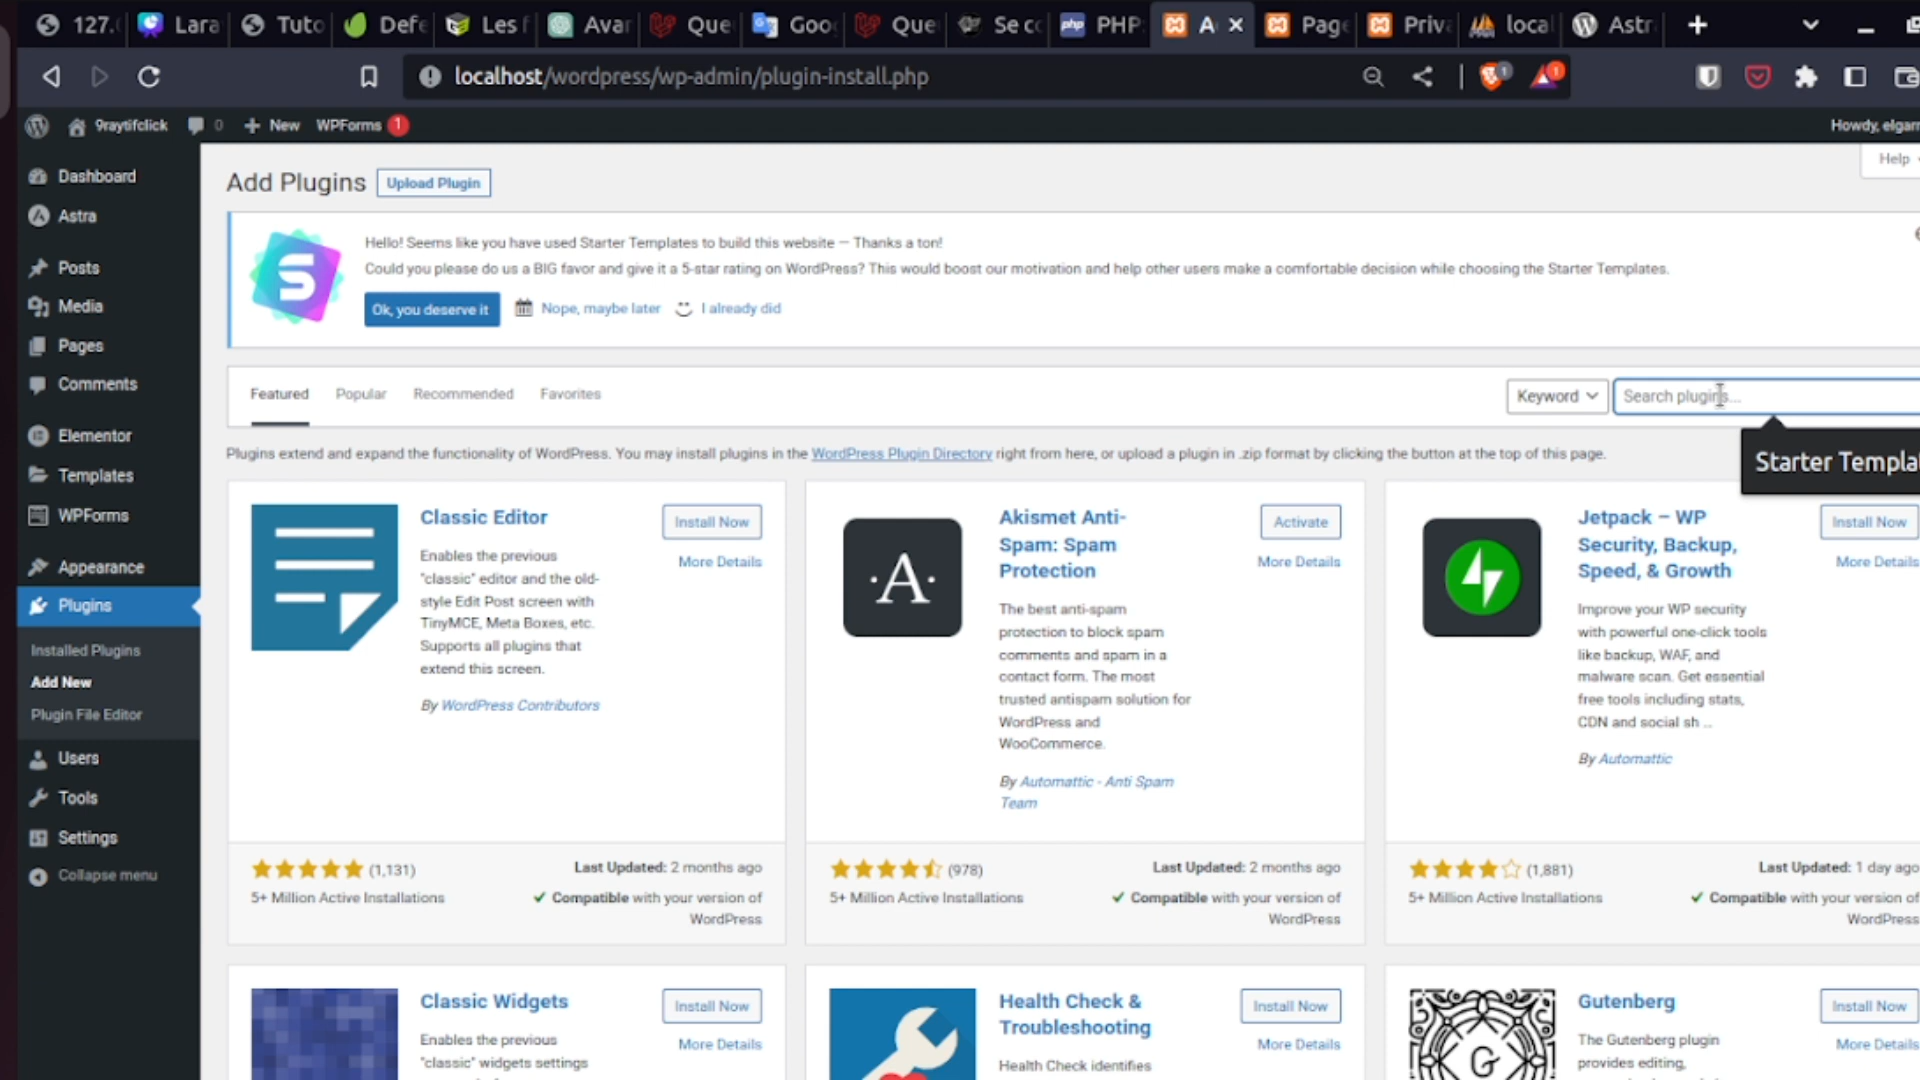 127.
Lara
Tuto
Defe
Les f
Avar
Que
Goo
Que
Se co
php PHP
A
Page
Priva
local
Astr
localhost/wordpress/wp-admin/plugin-install.php
1
1
9raytifclick
0
New
WPForms 1
Howdy, elgarn
Help
Dashboard
Astra
Posts
Media
Pages
Comments
Elementor
Templates
WPForms
Appearance
Plugins
Installed Plugins
Add New
Plugin File Editor
Users
Tools
Settings
Collapse menu
Add Plugins
Upload Plugin
S
Hello! Seems like you have used Starter Templates to build this website — Thanks a ton!
Could you please do us a BIG favor and give it a 5-star rating on WordPress? This would boost our motivation and help other users make a comfortable decision while choosing the Starter Templates.
Ok, you deserve it
Nope, maybe later
I already did
Featured
Popular
Recommended
Favorites
Keyword
Search plugins...
Starter Templa
Plugins extend and expand the functionality of WordPress. You may install plugins in the WordPress Plugin Directory right from here, or upload a plugin in .zip format by clicking the button at the top of this page.
Classic Editor
Install Now
More Details
Enables the previous
"classic" editor and the old-
style Edit Post screen with
TinyMCE, Meta Boxes, etc.
Supports all plugins that
extend this screen.
By WordPress Contributors
(1,131)
5+ Million Active Installations
Last Updated: 2 months ago
Compatible with your version of
WordPress
·A·
Akismet Anti-
Spam: Spam
Protection
Activate
More Details
The best anti-spam
protection to block spam
comments and spam in a
contact form. The most
trusted antispam solution for
WordPress and
WooCommerce.
By Automattic - Anti Spam
Team
(978)
5+ Million Active Installations
Last Updated: 2 months ago
Compatible with your version of
WordPress
Jetpack – WP
Security, Backup,
Speed, & Growth
Install Now
More Details
Improve your WP security
with powerful one-click tools
like backup, WAF, and
malware scan. Get essential
free tools including stats,
CDN and social sh ...
By Automattic
(1,881)
5+ Million Active Installations
Last Updated: 1 day ago
Compatible with your version of
WordPress
Classic Widgets
Install Now
More Details
Enables the previous
"classic" widgets settings
Health Check &
Troubleshooting
Install Now
More Details
Health Check identifies
G
Gutenberg
Install Now
More Details
The Gutenberg plugin
provides editing,